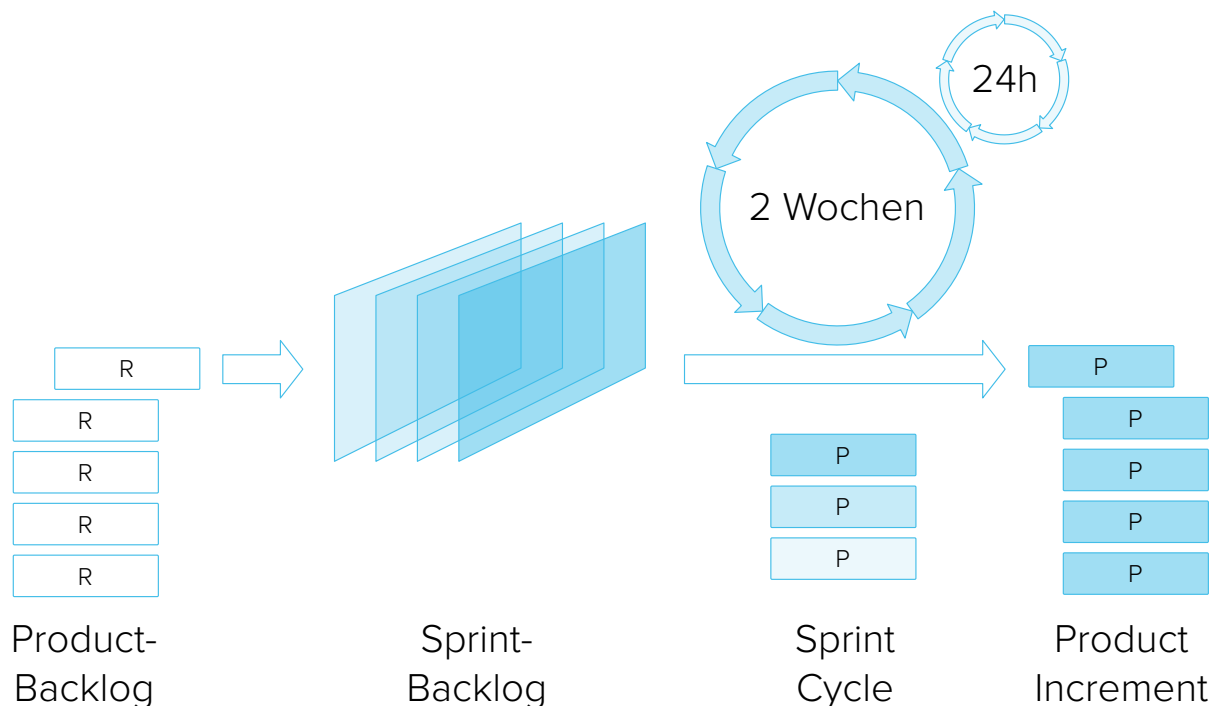 24h
2 Wochen
R
R
R
R
R
P
P
P
P
P
P
P
P
Product-
Backlog
Sprint-
Backlog
Sprint
Cycle
Product
Increment